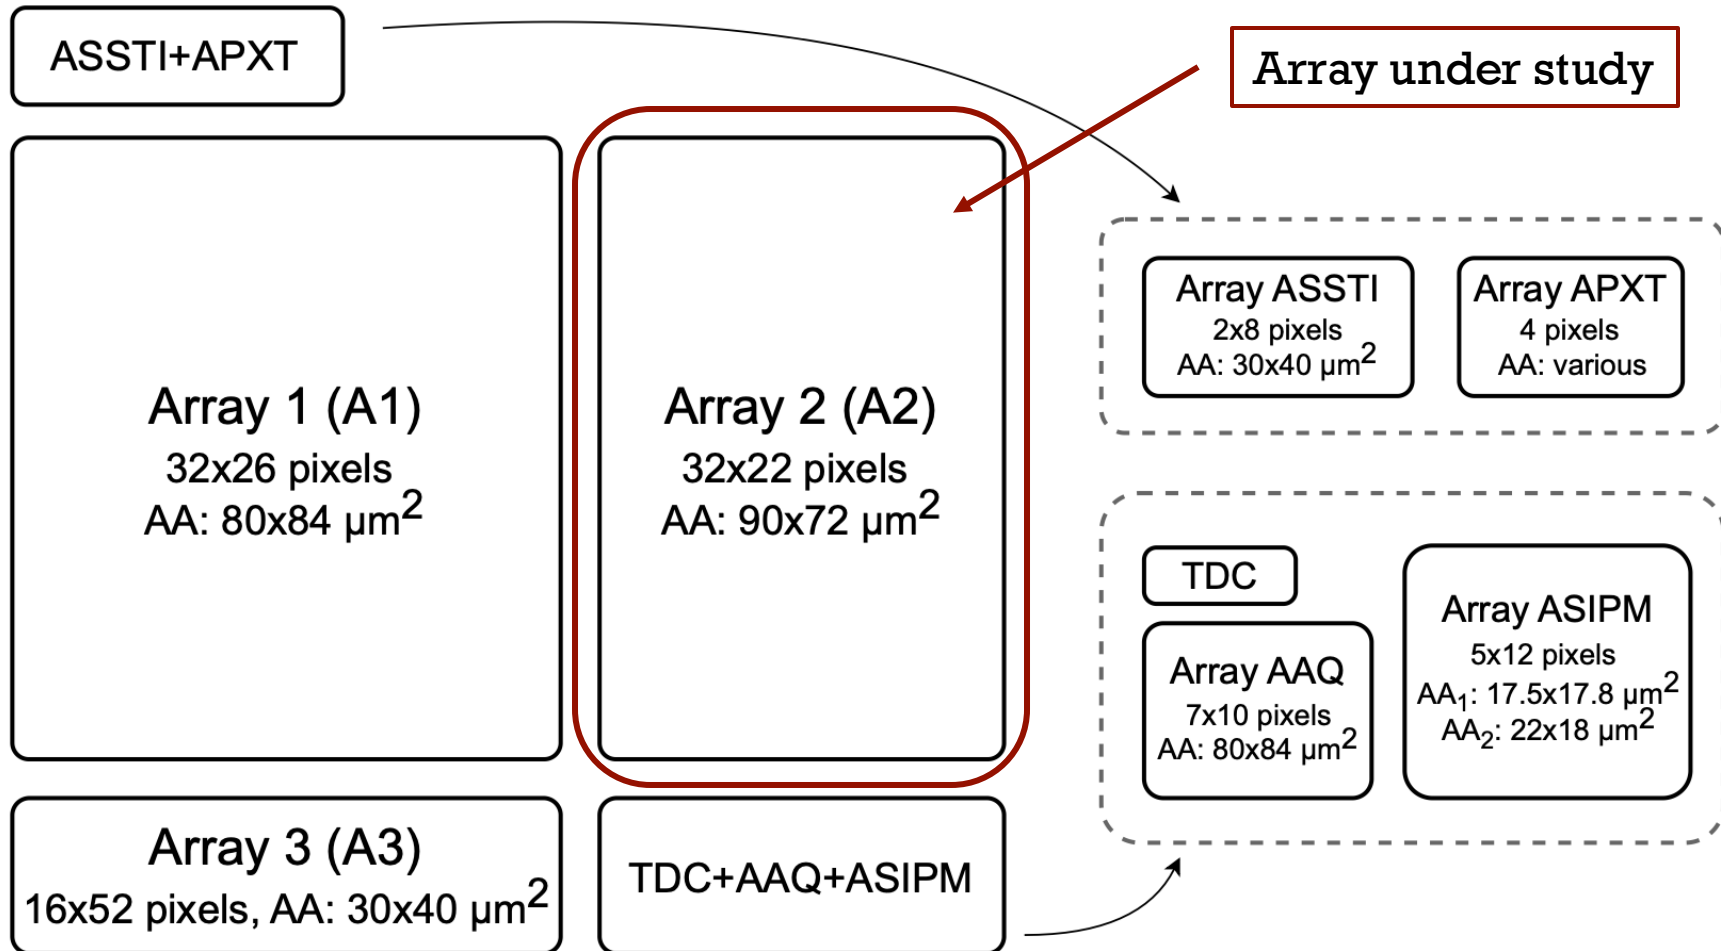 ASSTI+APXT
Array under study
Array 1 (A1)
32x26 pixels
AA: 80x84 µm²
Array 2 (A2)
32x22 pixels
AA: 90x72 µm²
Array ASSTI
2x8 pixels
AA: 30x40 µm²
Array APXT
4 pixels
AA: various
TDC
Array AAQ
7x10 pixels
AA: 80x84 µm²
Array ASIPM
5x12 pixels
AA₁: 17.5x17.8 µm²
AA₂: 22x18 µm²
Array 3 (A3)
16x52 pixels, AA: 30x40 µm²
TDC+AAQ+ASIPM